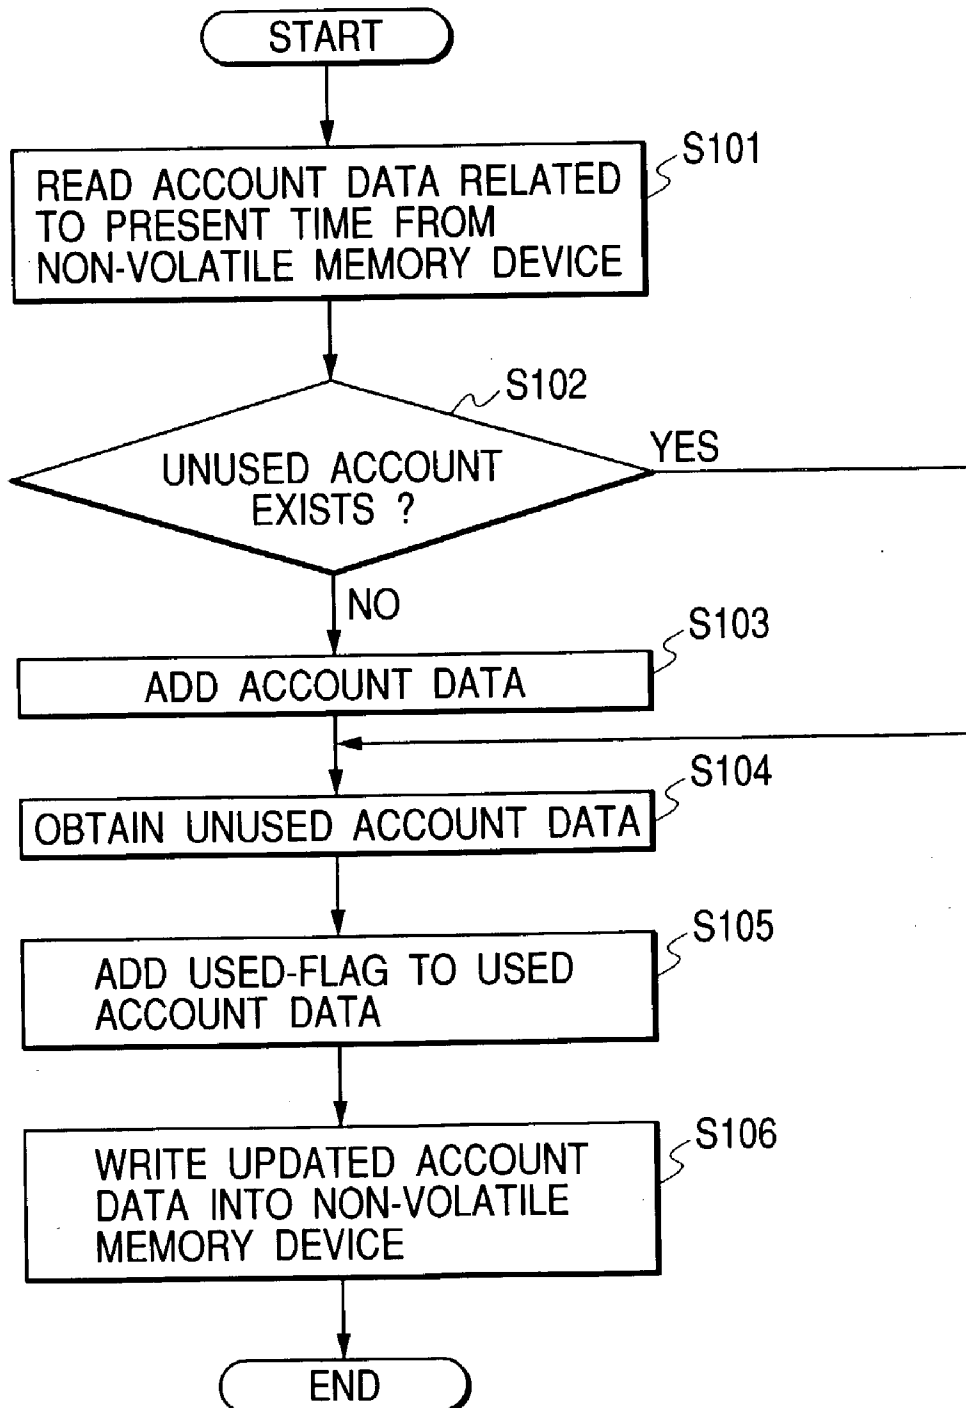 START
S101
READ ACCOUNT DATA RELATED
TO PRESENT TIME FROM
NON-VOLATILE MEMORY DEVICE
S102
UNUSED ACCOUNT
EXISTS ?
YES
NO
S103
ADD ACCOUNT DATA
S104
OBTAIN UNUSED ACCOUNT DATA
S105
ADD USED-FLAG TO USED
ACCOUNT DATA
S106
WRITE UPDATED ACCOUNT
DATA INTO NON-VOLATILE
MEMORY DEVICE
END